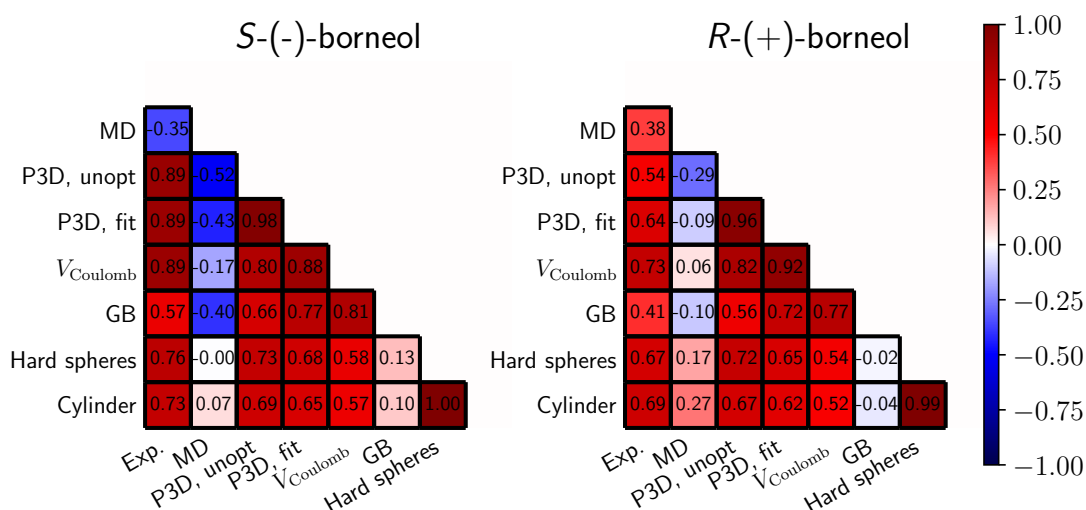 S-(-)-borneol
MD -0.35
P3D, unopt 0.89 -0.52
P3D, fit 0.89 -0.43 0.98
V_Coulomb 0.89 -0.17 0.80 0.88
GB 0.57 -0.40 0.66 0.77 0.81
Hard spheres 0.76 -0.00 0.73 0.68 0.58 0.13
Cylinder 0.73 0.07 0.69 0.65 0.57 0.10 1.00
Exp. MD P3D, unopt P3D, fit V_Coulomb GB Hard spheres
R-(+)-borneol
MD 0.38
P3D, unopt 0.54 -0.29
P3D, fit 0.64 -0.09 0.96
V_Coulomb 0.73 0.06 0.82 0.92
GB 0.41 -0.10 0.56 0.72 0.77
Hard spheres 0.67 0.17 0.72 0.65 0.54 -0.02
Cylinder 0.69 0.27 0.67 0.62 0.52 -0.04 0.99
Exp. MD P3D, unopt P3D, fit V_Coulomb GB Hard spheres
1.00
0.75
0.50
0.25
0.00
−0.25
−0.50
−0.75
−1.00